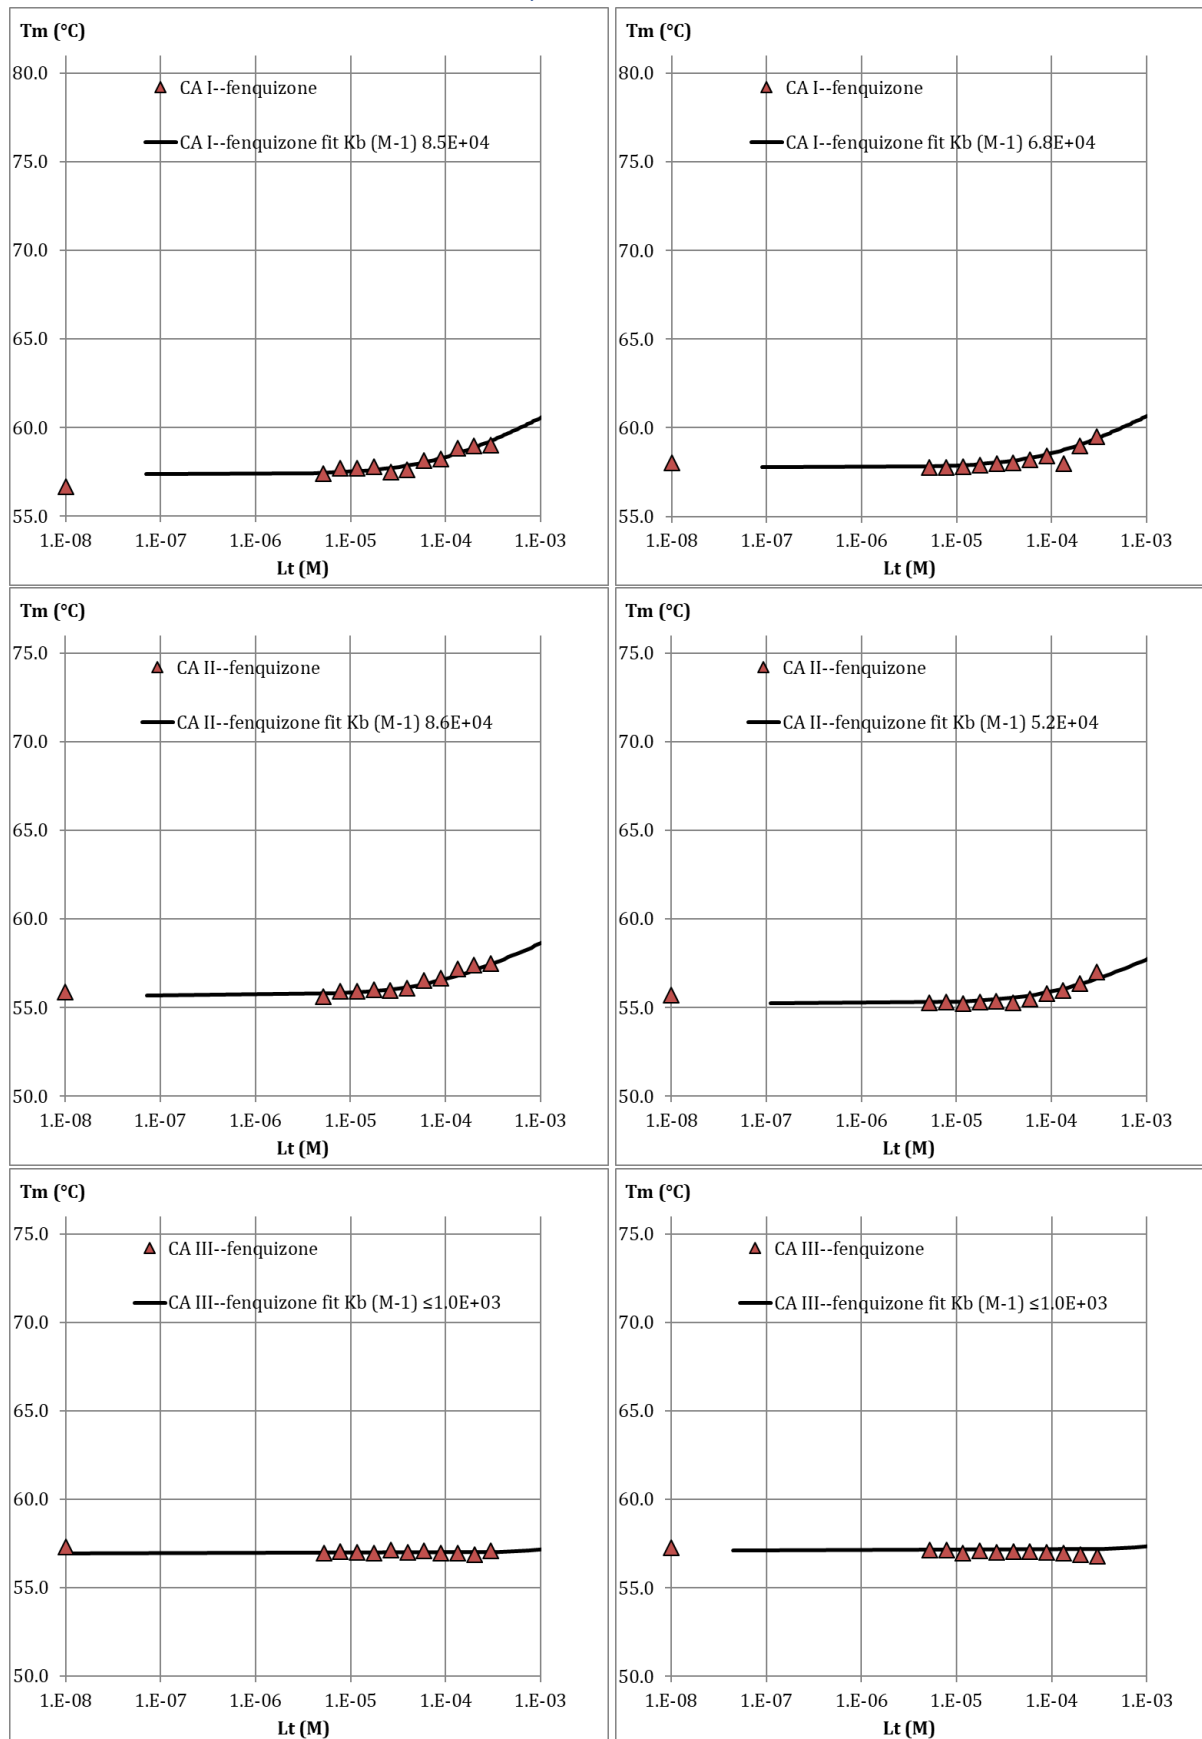 Tm (°C)
80.0
75.0
70.0
65.0
60.0
55.0
CA I--fenquizone
CA I--fenquizone fit Kb (M-1) 8.5E+04
1.E-08 1.E-07 1.E-06 1.E-05 1.E-04 1.E-03
Lt (M)
Tm (°C)
80.0
75.0
70.0
65.0
60.0
55.0
CA I--fenquizone
CA I--fenquizone fit Kb (M-1) 6.8E+04
1.E-08 1.E-07 1.E-06 1.E-05 1.E-04 1.E-03
Lt (M)
Tm (°C)
75.0
70.0
65.0
60.0
55.0
50.0
CA II--fenquizone
CA II--fenquizone fit Kb (M-1) 8.6E+04
1.E-08 1.E-07 1.E-06 1.E-05 1.E-04 1.E-03
Lt (M)
Tm (°C)
75.0
70.0
65.0
60.0
55.0
50.0
CA II--fenquizone
CA II--fenquizone fit Kb (M-1) 5.2E+04
1.E-08 1.E-07 1.E-06 1.E-05 1.E-04 1.E-03
Lt (M)
Tm (°C)
75.0
70.0
65.0
60.0
55.0
50.0
CA III--fenquizone
CA III--fenquizone fit Kb (M-1) ≤1.0E+03
1.E-08 1.E-07 1.E-06 1.E-05 1.E-04 1.E-03
Lt (M)
Tm (°C)
75.0
70.0
65.0
60.0
55.0
50.0
CA III--fenquizone
CA III--fenquizone fit Kb (M-1) ≤1.0E+03
1.E-08 1.E-07 1.E-06 1.E-05 1.E-04 1.E-03
Lt (M)